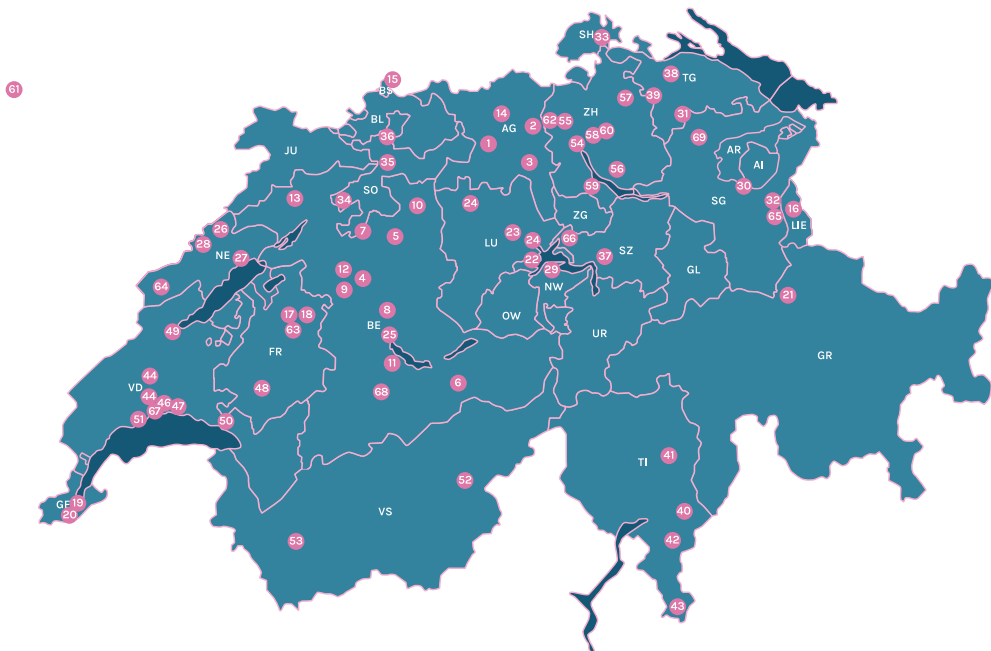 SH 33
38 TG
15
BS
61
57 39
14 ZH
31
BL AG 2 62 55
36 58 60 69
1 54
JU AR
35 3 AI
56
34 SO 59 30
13 24 32 16
10 SG 65
26 7 5 23 ZG LIE
28 LU 24 66
NE 27 22 37 SZ
12 29 GL
64 9 4 NW 21
17 18 8 OW
49 63 BE 25 UR
FR GR
11
44 6
VD 48 68
44 46 47
67
51 50
TI 41
52
GF 19 VS 40
20
53 42
43